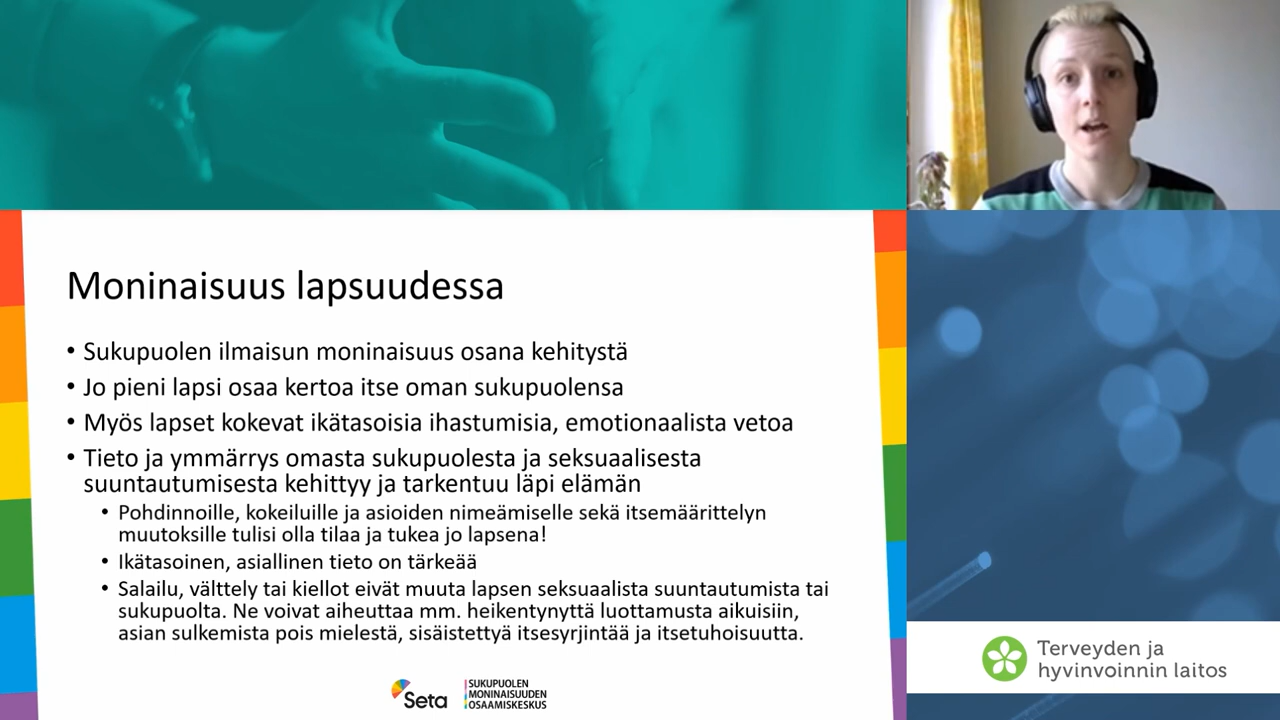 Moninaisuus lapsuudessa
• Sukupuolen ilmaisun moninaisuus osana kehitystä
• Jo pieni lapsi osaa kertoa itse oman sukupuolensa
• Myös lapset kokevat ikätasoisia ihastumisia, emotionaalista vetoa
• Tieto ja ymmärrys omasta sukupuolesta ja seksuaalisesta
suuntautumisesta kehittyy ja tarkentuu läpi elämän
• Pohdinnoille, kokeiluille ja asioiden nimeämiselle sekä itsemäärittelyn
muutoksille tulisi olla tilaa ja tukea jo lapsena!
• Ikätasoinen, asiallinen tieto on tärkeää
• Salailu, välttely tai kiellot eivät muuta lapsen seksuaalista suuntautumista tai
sukupuolta. Ne voivat aiheuttaa mm. heikentynyttä luottamusta aikuisiin,
asian sulkemista pois mielestä, sisäistettyä itsesyrjintää ja itsetuhoisuutta.
Seta
SUKUPUOLEN
MONINAISUUDEN
OSAAMISKESKUS
Terveyden ja
hyvinvoinnin laitos